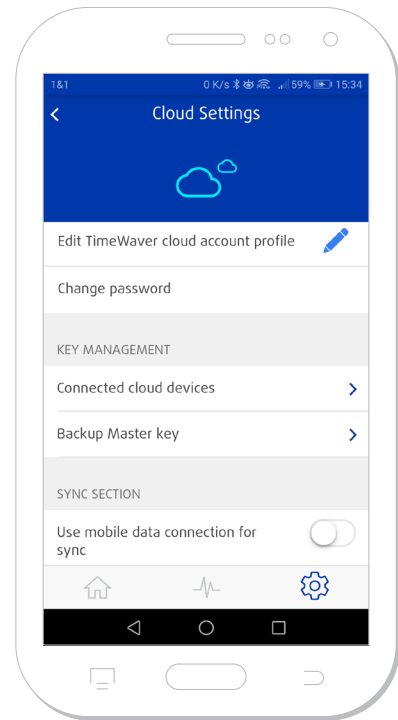 1&1 0 K/s 59% 15:34
Cloud Settings
Edit TimeWaver cloud account profile
Change password
KEY MANAGEMENT
Connected cloud devices
Backup Master key
SYNC SECTION
Use mobile data connection for
sync